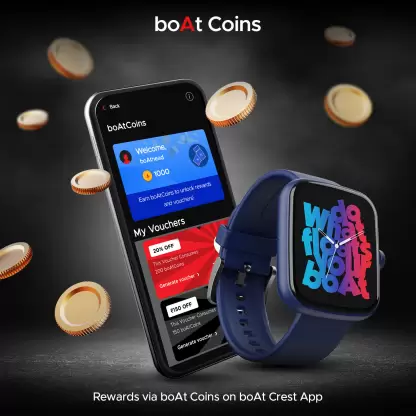 boAt Coins
Back
boAtCoins
Welcome,
boAthead
1000
Earn boAtCoins to unlock rewards
and vouchers!
My Vouchers
20% OFF
This Voucher Consumes
200 boAtCoins
Generate voucher >
₹150 OFF
This Voucher Consumes
150 boAtCoins
Generate voucher >
do
what
floats
your
boAt
Rewards via boAt Coins on boAt Crest App